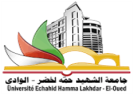 جامعة الشهيد حمه لخضر - الوادي
Université Echahid Hamma Lakhdar - El-Oued